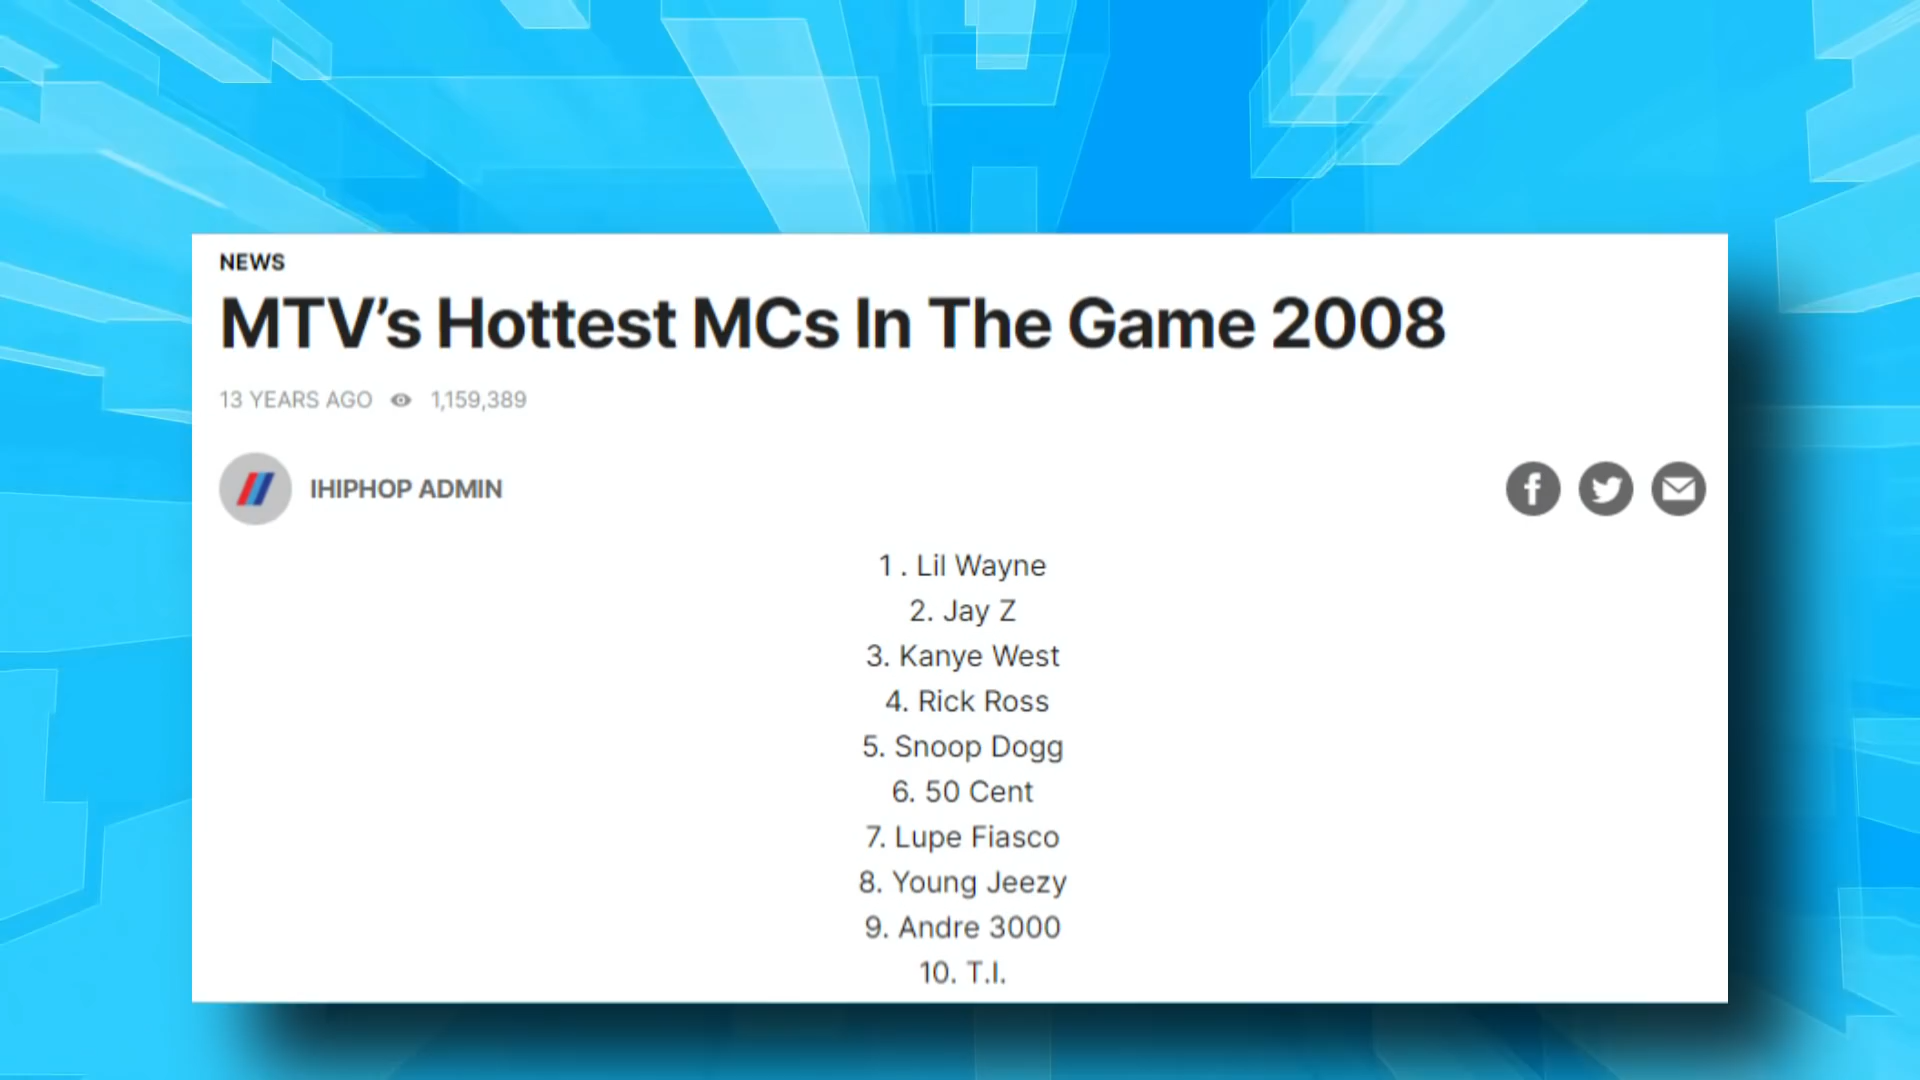 NEWS
MTV’s Hottest MCs In The Game 2008
13 YEARS AGO 1,159,389
IHIPHOP ADMIN
1 . Lil Wayne
2. Jay Z
3. Kanye West
4. Rick Ross
5. Snoop Dogg
6. 50 Cent
7. Lupe Fiasco
8. Young Jeezy
9. Andre 3000
10. T.I.